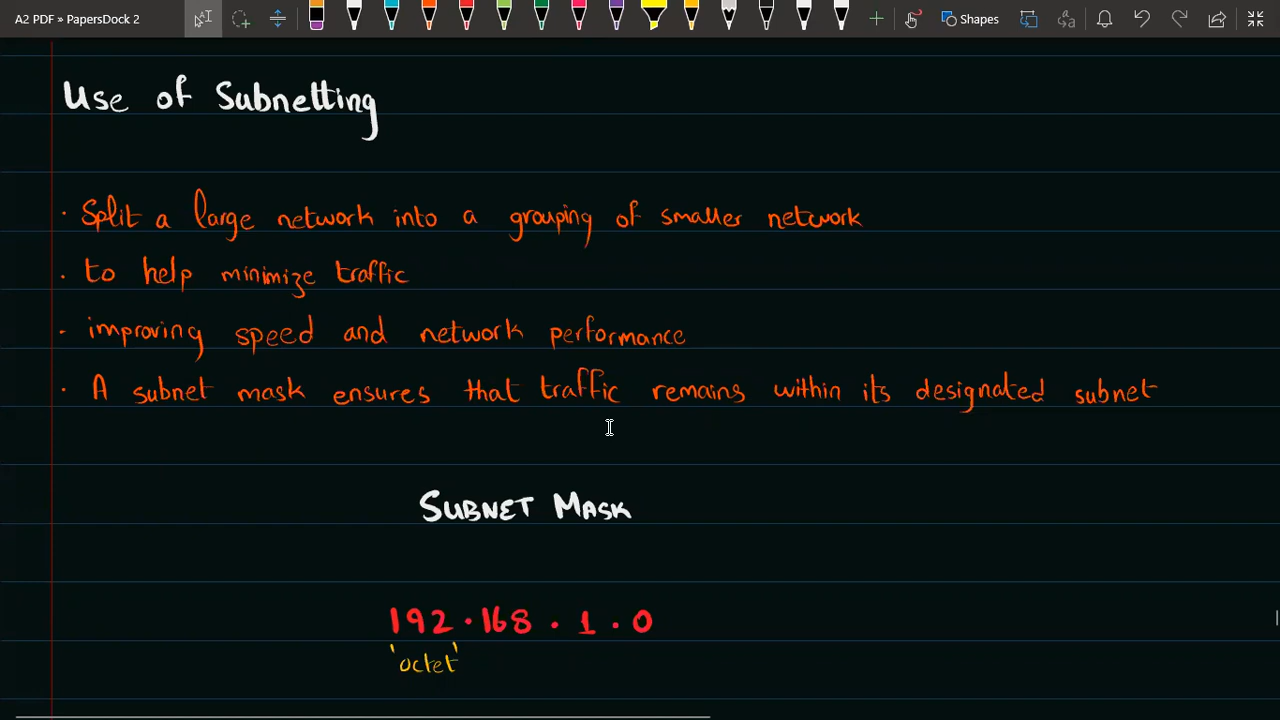 A2 PDF » PapersDock 2
Shapes
Use of Subnetting
· Split a large network into a grouping of smaller network
· to help minimize traffic
· improving speed and network performance
· A subnet mask ensures that traffic remains within its designated subnet
SUBNET MASK
192.168.1.0
'octet'